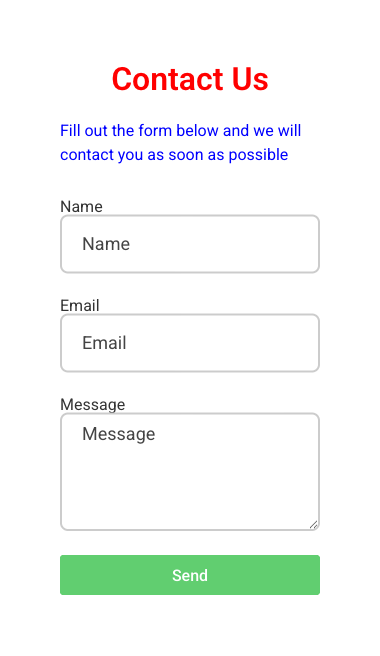 Contact Us
Fill out the form below and we will
contact you as soon as possible
Name
Name
Email
Email
Message
Message
Send